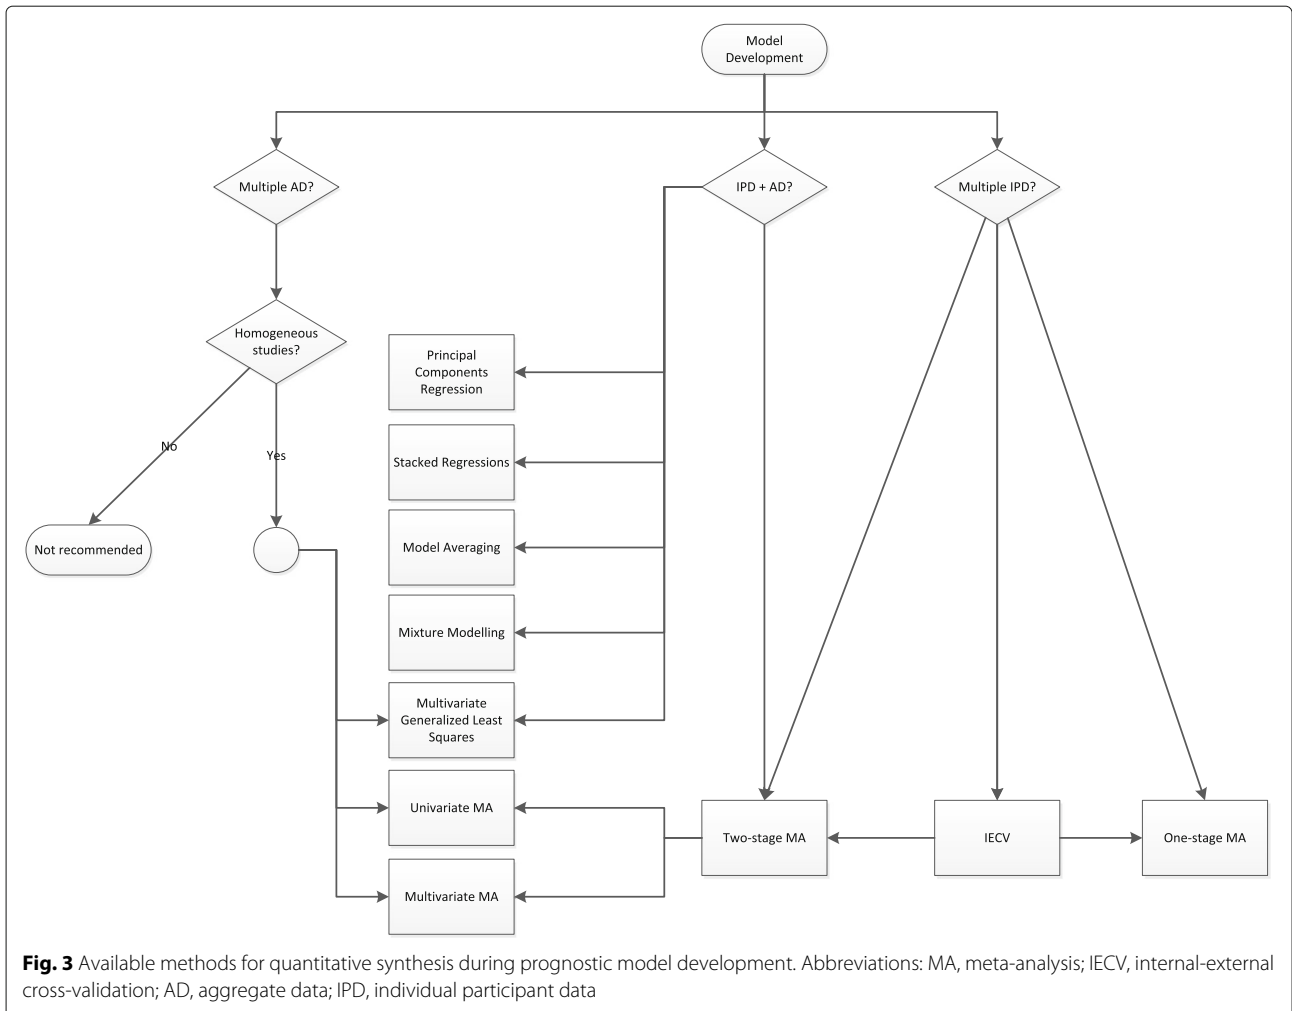 Model
Development
Multiple AD?
IPD + AD?
Multiple IPD?
Homogeneous
studies?
Principal
Components
Regression
No
Yes
Stacked Regressions
Not recommended
Model Averaging
Mixture Modelling
Multivariate
Generalized Least
Squares
Univariate MA
Two-stage MA
IECV
One-stage MA
Multivariate MA
Fig. 3 Available methods for quantitative synthesis during prognostic model development. Abbreviations: MA, meta-analysis; IECV, internal-external
cross-validation; AD, aggregate data; IPD, individual participant data